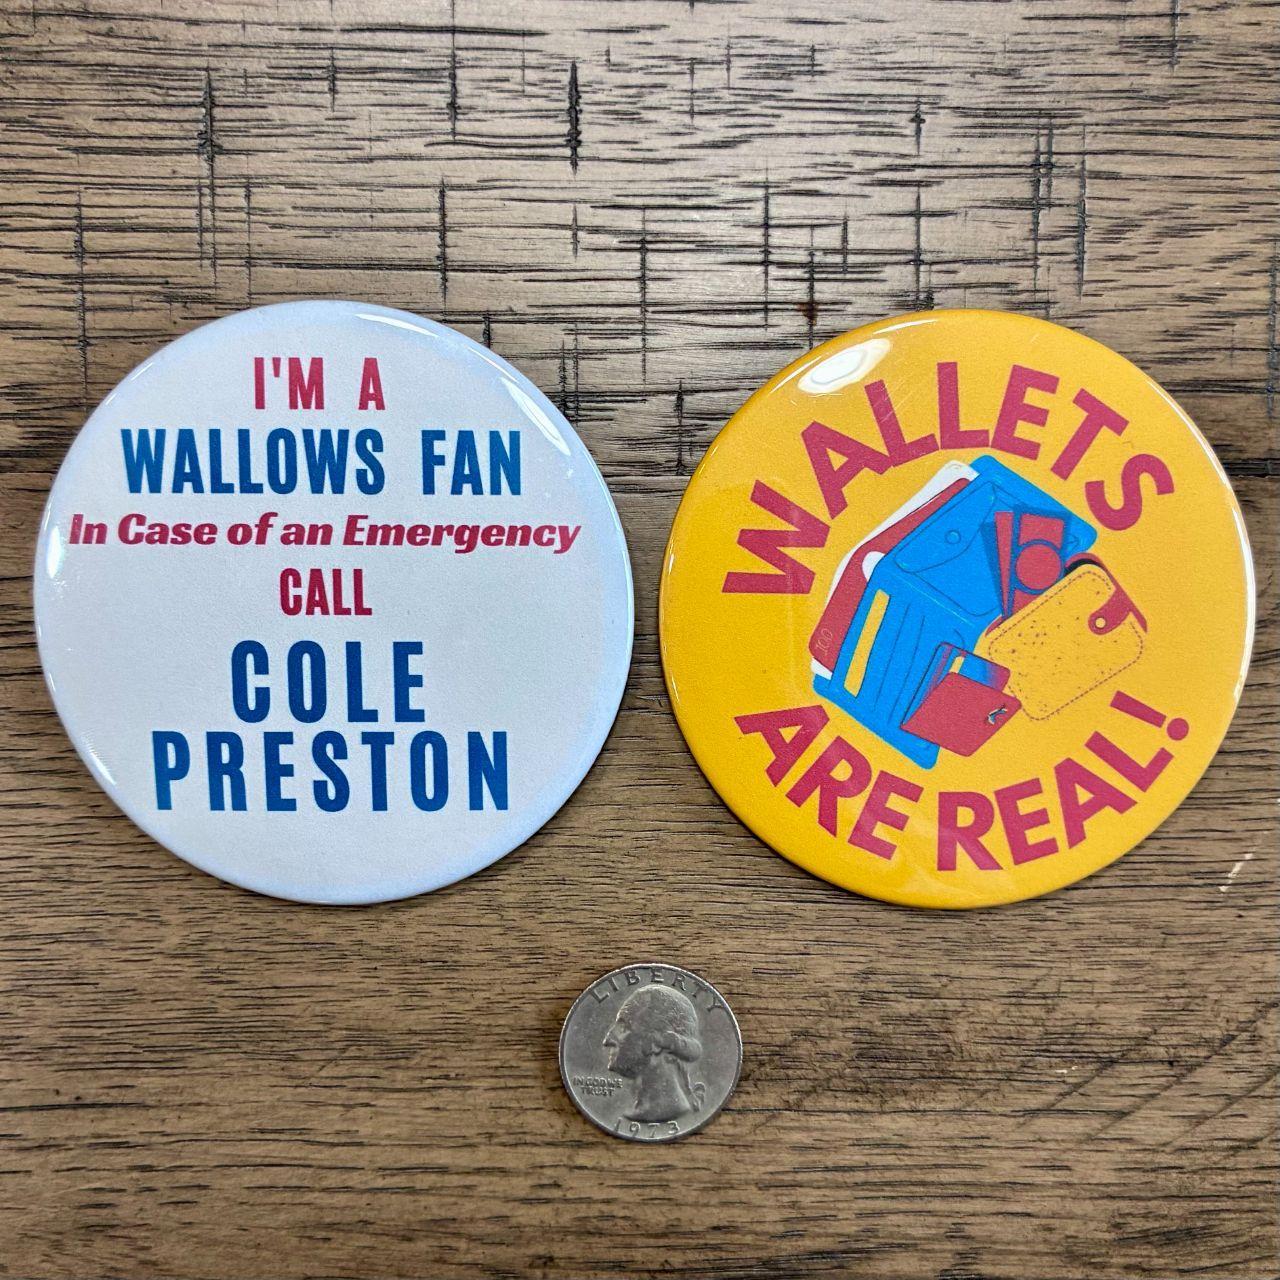 I'M A
WALLOWS FAN
In Case of an Emergency
CALL
COLE
PRESTON
WALLETS
ARE REAL!
100
LIBERTY
IN GOD WE
TRUST
1973